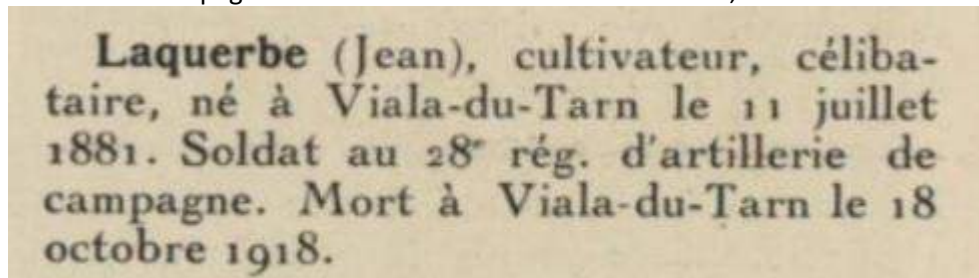 Laquerbe (Jean), cultivateur, céliba-
taire, né à Viala-du-Tarn le 11 juillet
1881. Soldat au 28e rég. d'artillerie de
campagne. Mort à Viala-du-Tarn le 18
octobre 1918.